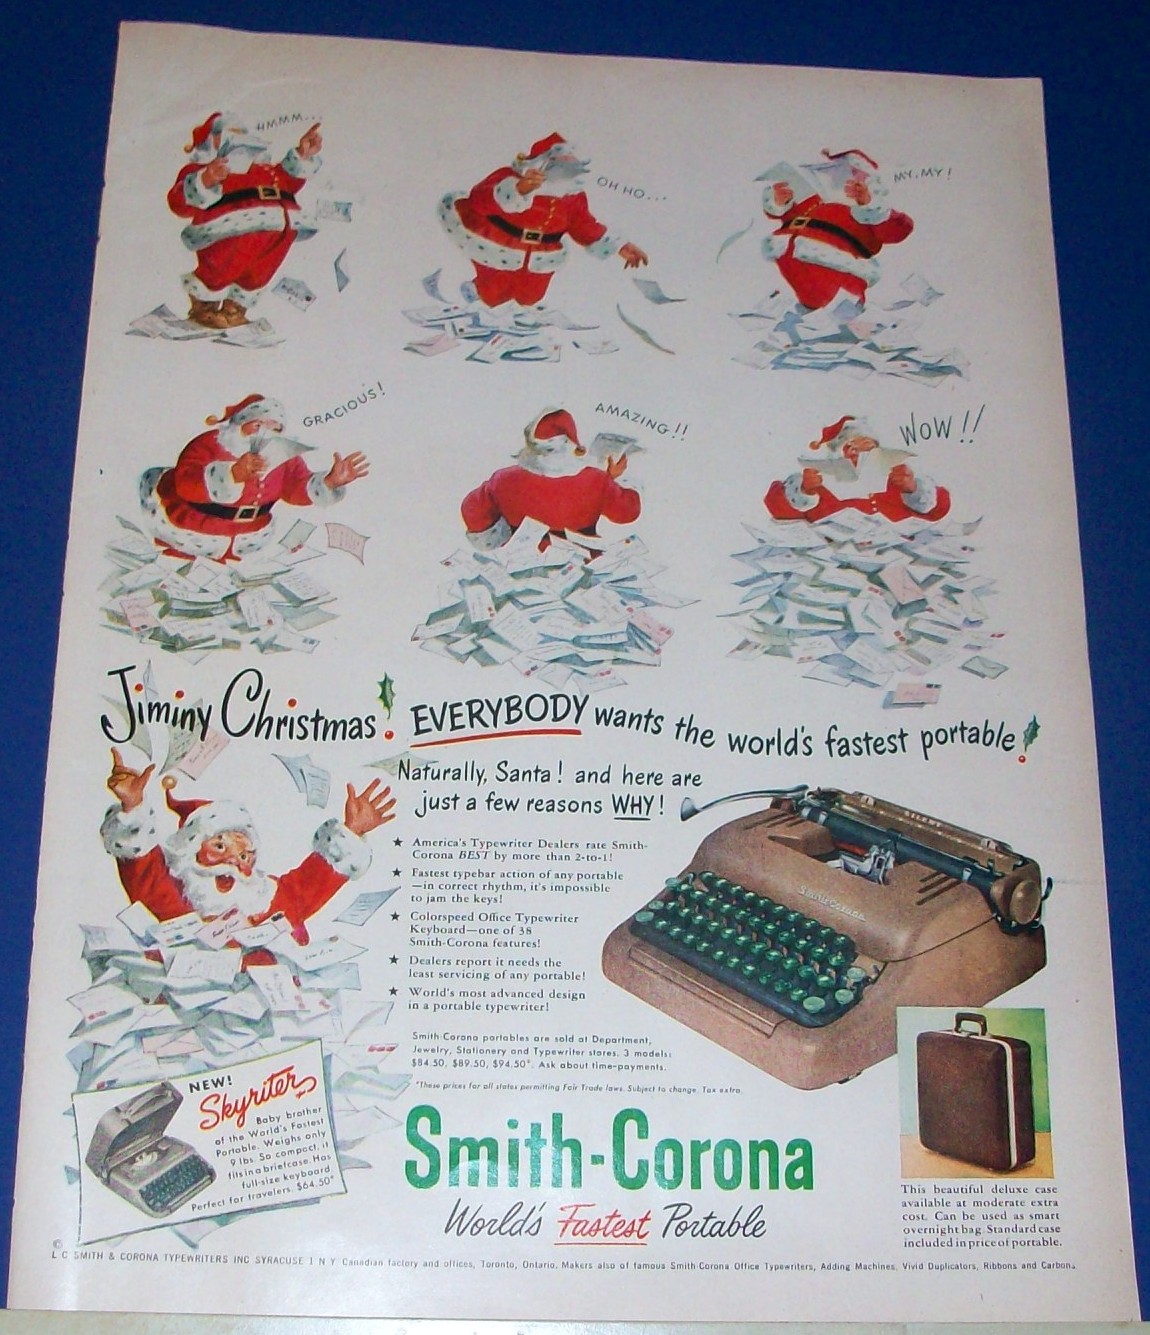 HMMM...
OH HO...
MY, MY!
GRACIOUS!
AMAZING!!
WOW!!
Jiminy Christmas! EVERYBODY wants the world's fastest portable!
Naturally, Santa! and here are
just a few reasons WHY!
★ America's Typewriter Dealers rate Smith-
Corona BEST by more than 2-to-1!
★ Fastest typebar action of any portable
—in correct rhythm, it's impossible
to jam the keys!
★ Colorspeed Office Typewriter
Keyboard—one of 38
Smith-Corona features!
★ Dealers report it needs the
least servicing of any portable!
★ World's most advanced design
in a portable typewriter!
Smith-Corona portables are sold at Department,
Jewelry, Stationery and Typewriter stores. 3 models:
$84.50, $89.50, $94.50*. Ask about time-payments.
*These prices for all states permitting Fair Trade laws. Subject to change. Tax extra.
SILENT
Smith-Corona
NEW!
Skyriter
Baby brother
of the World's Fastest
Portable. Weighs only
9 lbs. So compact, it
fits in a briefcase. Has
full-size keyboard.
Perfect for travelers. $64.50*
Smith-Corona
World's Fastest Portable
This beautiful deluxe case
available at moderate extra
cost. Can be used as smart
overnight bag. Standard case
included in price of portable.
©
L C SMITH & CORONA TYPEWRITERS INC SYRACUSE 1 N Y Canadian factory and offices, Toronto, Ontario. Makers also of famous Smith-Corona Office Typewriters, Adding Machines, Vivid Duplicators, Ribbons and Carbons